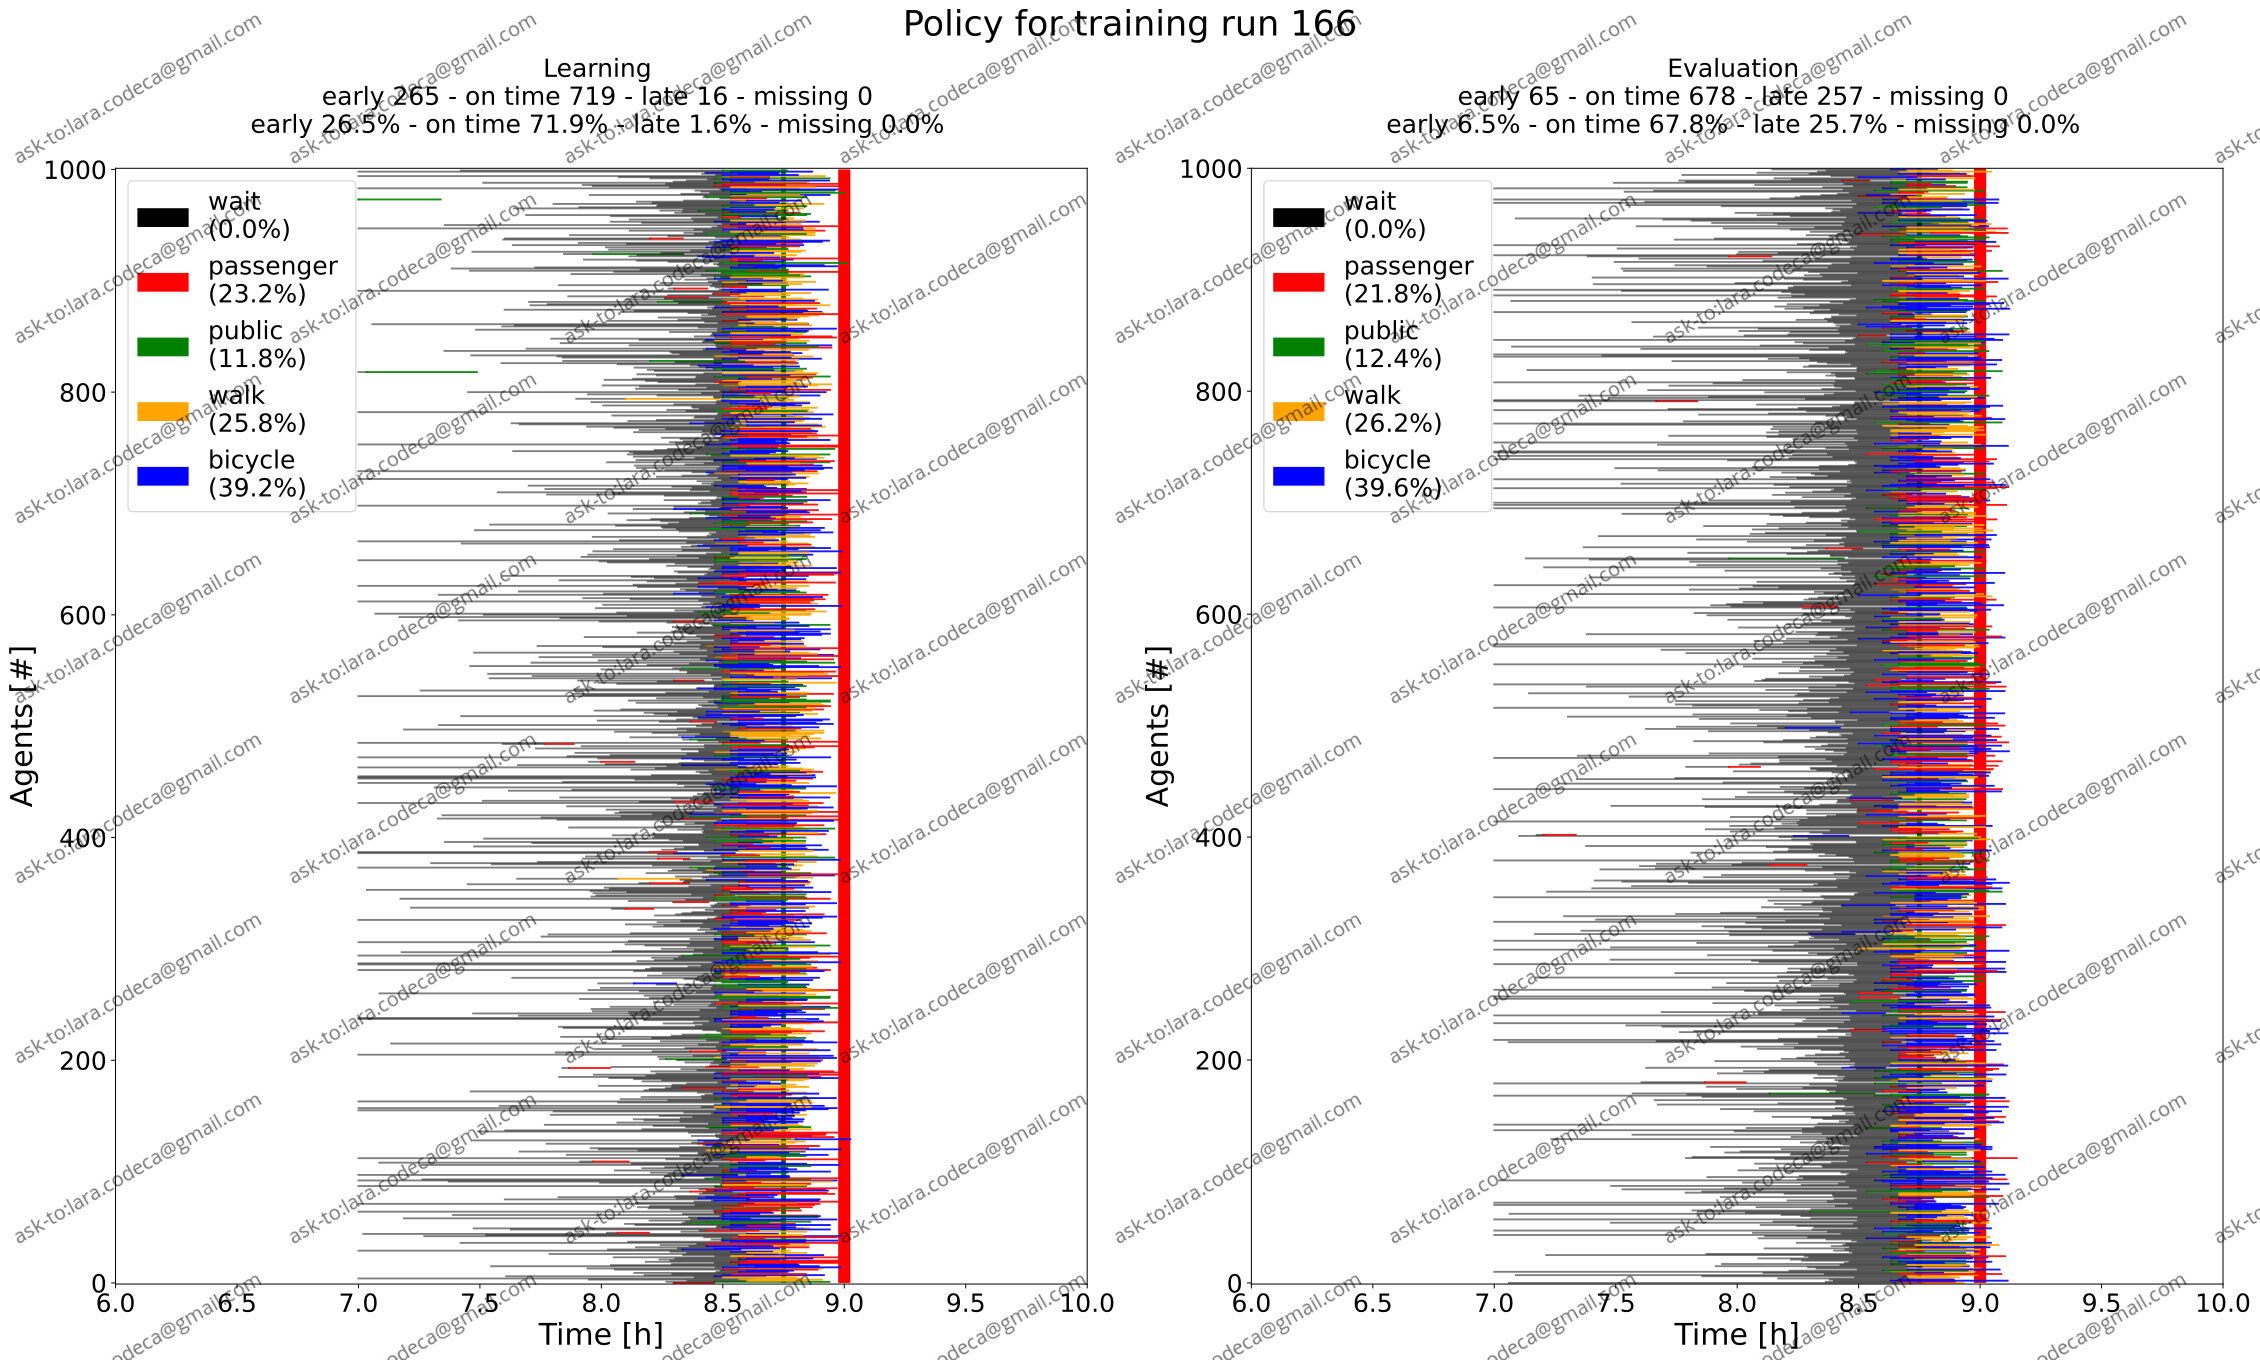 Policy for training run 166
Learning
early 265 - on time 719 - late 16 - missing 0
early 26.5% - on time 71.9% - late 1.6% - missing 0.0%
Agents [#]
1000
800
600
400
200
0
wait
(0.0%)
passenger
(23.2%)
public
(11.8%)
walk
(25.8%)
bicycle
(39.2%)
6.0 6.5 7.0 7.5 8.0 8.5 9.0 9.5 10.0
Time [h]
Evaluation
early 65 - on time 678 - late 257 - missing 0
early 6.5% - on time 67.8% - late 25.7% - missing 0.0%
Agents [#]
1000
800
600
400
200
0
wait
(0.0%)
passenger
(21.8%)
public
(12.4%)
walk
(26.2%)
bicycle
(39.6%)
6.0 6.5 7.0 7.5 8.0 8.5 9.0 9.5 10.0
Time [h]
ask-to:lara.codeca@gmail.com